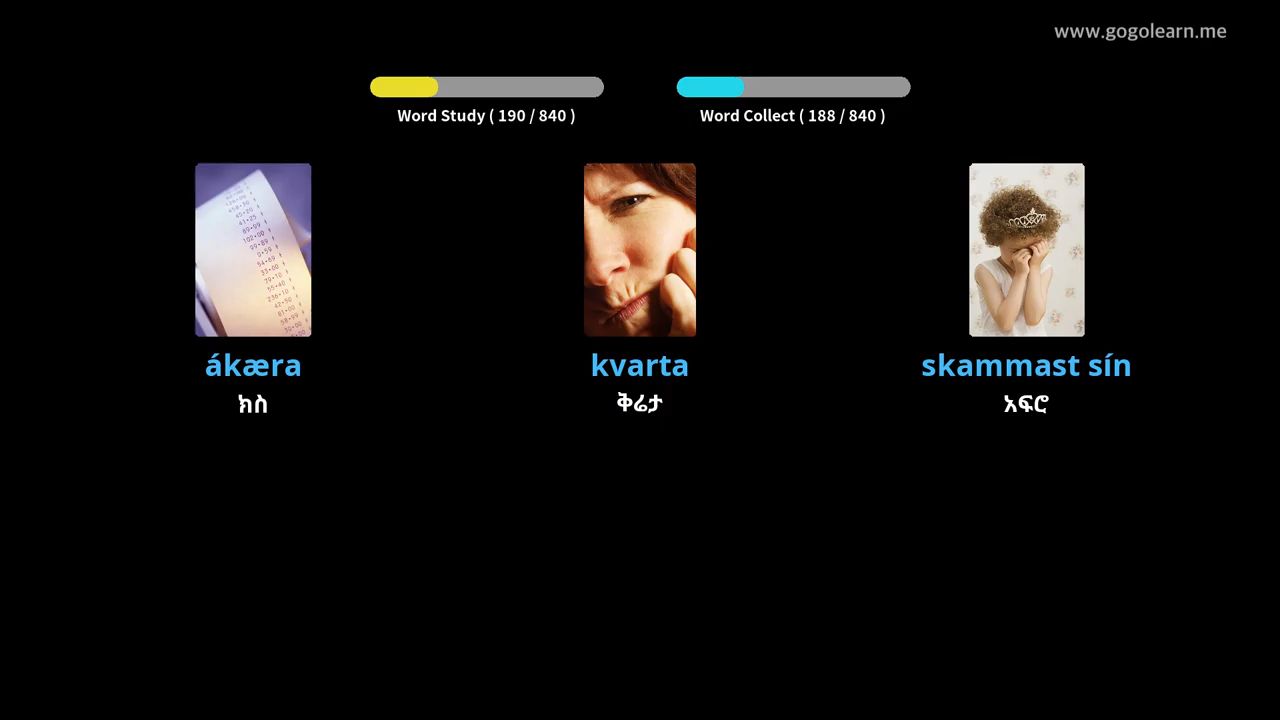 www.gogolearn.me
Word Study ( 190 / 840 )
Word Collect ( 188 / 840 )
ákæra
kvarta
skammast sín
ክስ
ቅሬታ
አፍሮ